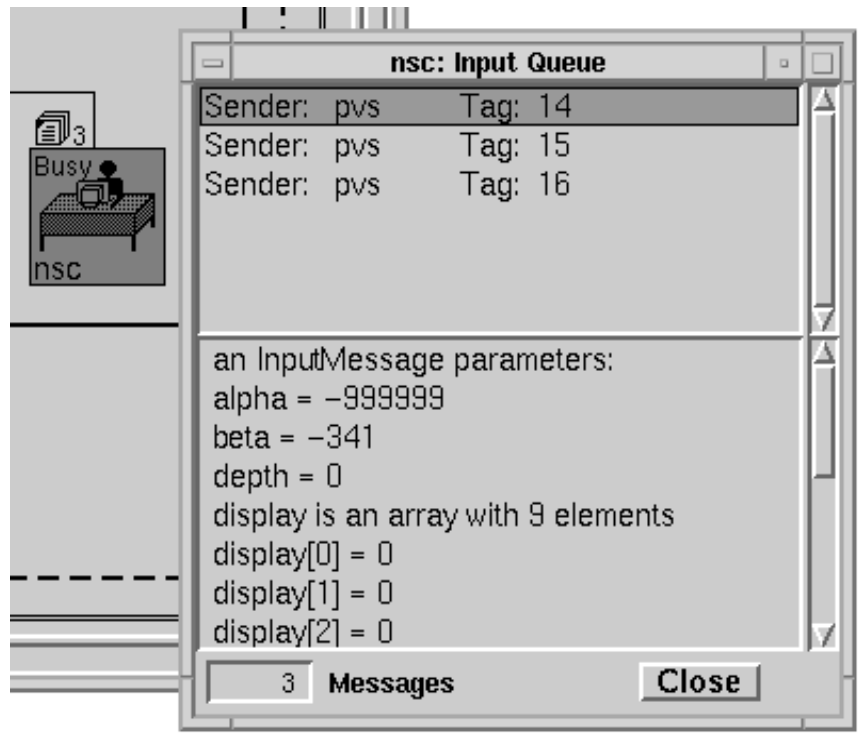 nsc: Input Queue
3
Busy
nsc
Sender: pvs Tag: 14
Sender: pvs Tag: 15
Sender: pvs Tag: 16
an InputMessage parameters:
alpha = -999999
beta = -341
depth = 0
display is an array with 9 elements
display[0] = 0
display[1] = 0
display[2] = 0
3 Messages Close